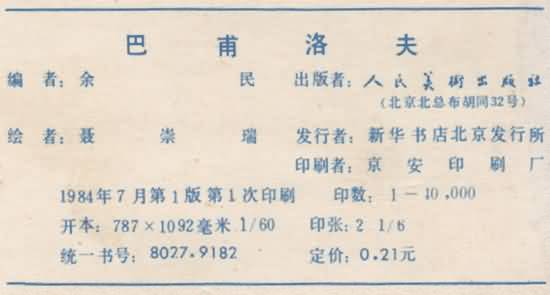 巴甫洛夫
编者：余民 出版者：人民美術出版社
（北京北总布胡同32号）
绘者：聂崇瑞 发行者：新华书店北京发行所
印刷者：京安印刷厂
1984年7月第1版第1次印刷 印数：1—10,000
开本：787×1092毫米 1/60 印张：2 1/6
统一书号：8027.9182 定价：0.21元